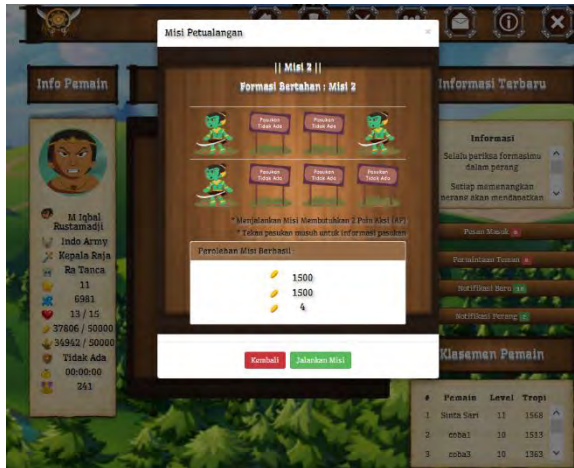 Misi Petualangan
×
|| Misi 2 ||
Formasi Bertahan : Misi 2
Pasukan
Tidak Ada
Pasukan
Tidak Ada
Pasukan
Tidak Ada
Pasukan
Tidak Ada
Pasukan
Tidak Ada
* Menjalankan Misi Membutuhkan 2 Poin Aksi (AP)
* Tekan pasukan musuh untuk informasi pasukan
Perolehan Misi Berhasil :
1500
1500
4
Kembali
Jalankan Misi
Info Pemain
M Iqbal
Rustamadji
Indo Army
Kepala Raja
Ra Tanca
11
6981
13 / 15
37806 / 50000
34942 / 50000
Tidak Ada
00:00:00
241
Informasi Terbaru
Informasi
Selalu periksa formasimu
dalam perang
Setiap memenangkan
perang akan mendapatkan
Pesan Masuk
Permintaan Teman
Notifikasi Baru
Notifikasi Perang
Klasemen Pemain
# Pemain Level Tropi
1 Sinta Sari 11 1568
2 coba1 10 1513
3 coba3 10 1363